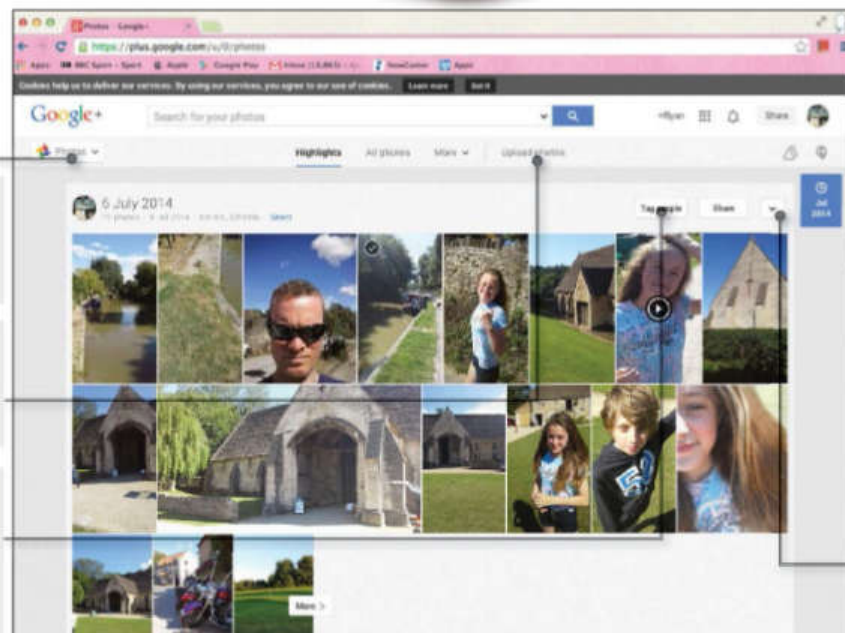 Photos - Google+
https://plus.google.com/u/0/photos
Apps BBC Sport - Sport Apple Google Play Inbox NewsCenter Apple
Cookies help us to deliver our services. By using our services, you agree to our use of cookies. Learn more Got it
Google+ Search for your photos +Ryan Share
Photos Highlights All photos More Upload photos
6 July 2014 Tag people Share
Jul
2014
More >